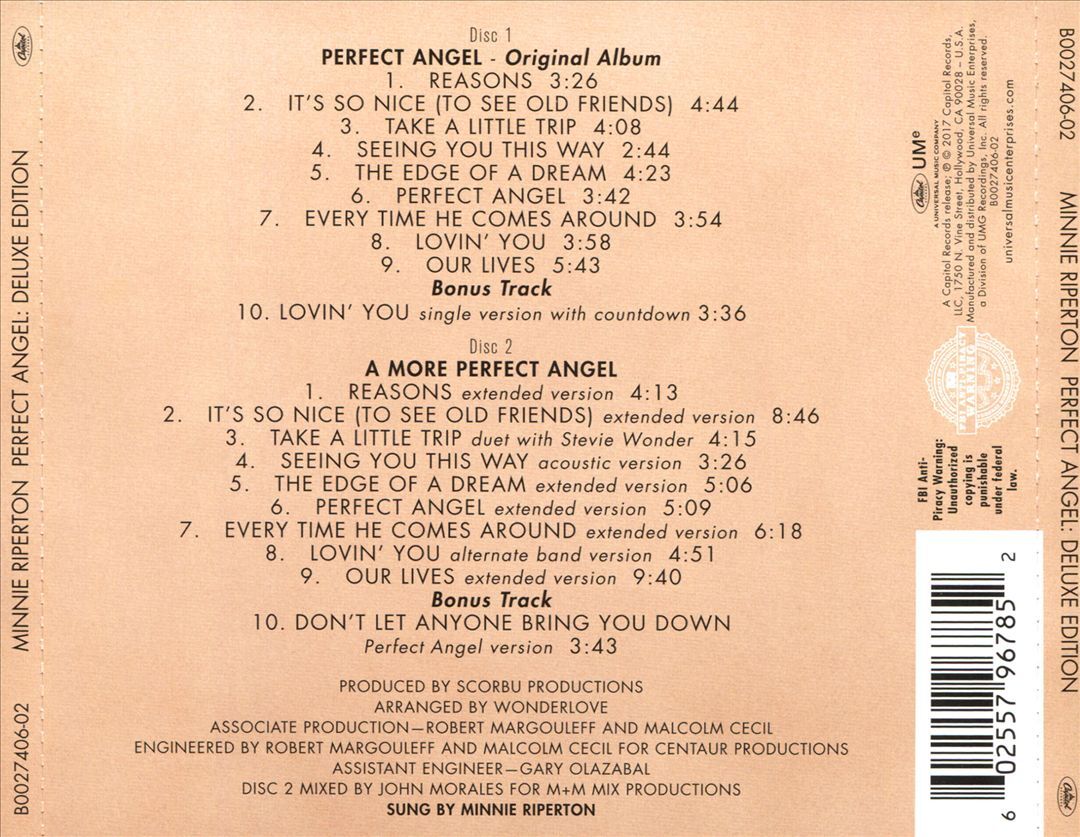 Disc 1
PERFECT ANGEL - Original Album
1. REASONS 3:26
2. IT'S SO NICE (TO SEE OLD FRIENDS) 4:44
3. TAKE A LITTLE TRIP 4:08
4. SEEING YOU THIS WAY 2:44
5. THE EDGE OF A DREAM 4:23
6. PERFECT ANGEL 3:42
7. EVERY TIME HE COMES AROUND 3:54
8. LOVIN' YOU 3:58
9. OUR LIVES 5:43
Bonus Track
10. LOVIN' YOU single version with countdown 3:36
Disc 2
A MORE PERFECT ANGEL
1. REASONS extended version 4:13
2. IT'S SO NICE (TO SEE OLD FRIENDS) extended version 8:46
3. TAKE A LITTLE TRIP duet with Stevie Wonder 4:15
4. SEEING YOU THIS WAY acoustic version 3:26
5. THE EDGE OF A DREAM extended version 5:06
6. PERFECT ANGEL extended version 5:09
7. EVERY TIME HE COMES AROUND extended version 6:18
8. LOVIN' YOU alternate band version 4:51
9. OUR LIVES extended version 9:40
Bonus Track
10. DON'T LET ANYONE BRING YOU DOWN
Perfect Angel version 3:43
PRODUCED BY SCORBU PRODUCTIONS
ARRANGED BY WONDERLOVE
ASSOCIATE PRODUCTION—ROBERT MARGOULEFF AND MALCOLM CECIL
ENGINEERED BY ROBERT MARGOULEFF AND MALCOLM CECIL FOR CENTAUR PRODUCTIONS
ASSISTANT ENGINEER—GARY OLAZABAL
DISC 2 MIXED BY JOHN MORALES FOR M+M MIX PRODUCTIONS
SUNG BY MINNIE RIPERTON
B0027406-02 MINNIE RIPERTON PERFECT ANGEL: DELUXE EDITION
Capitol
Capitol
UMe
A UNIVERSAL MUSIC COMPANY
A Capitol Records release; ℗ © 2017 Capitol Records,
LLC, 1750 N. Vine Street, Hollywood, CA 90028 – U.S.A.
Manufactured and distributed by Universal Music Enterprises,
a Division of UMG Recordings, Inc. All rights reserved.
B0027406-02
universalmusicenterprises.com
FBI ANTI-PIRACY
WARNING
FBI Anti-
Piracy Warning:
Unauthorized
copying is
punishable
under federal
law.
6 02557 96785 2
B0027406-02 MINNIE RIPERTON PERFECT ANGEL: DELUXE EDITION
Capitol